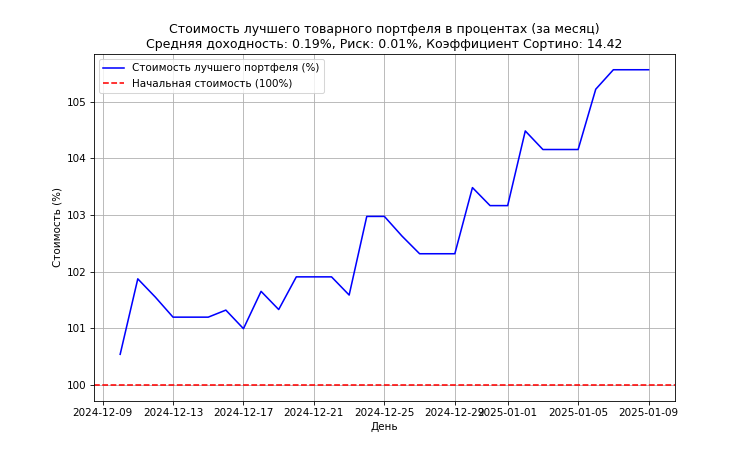 Стоимость лучшего товарного портфеля в процентах (за месяц)
Средняя доходность: 0.19%, Риск: 0.01%, Коэффициент Сортино: 14.42
Стоимость лучшего портфеля (%)
Начальная стоимость (100%)
Стоимость (%)
105
104
103
102
101
100
2024-12-09 2024-12-13 2024-12-17 2024-12-21 2024-12-25 2024-12-29 2025-01-01 2025-01-05 2025-01-09
День